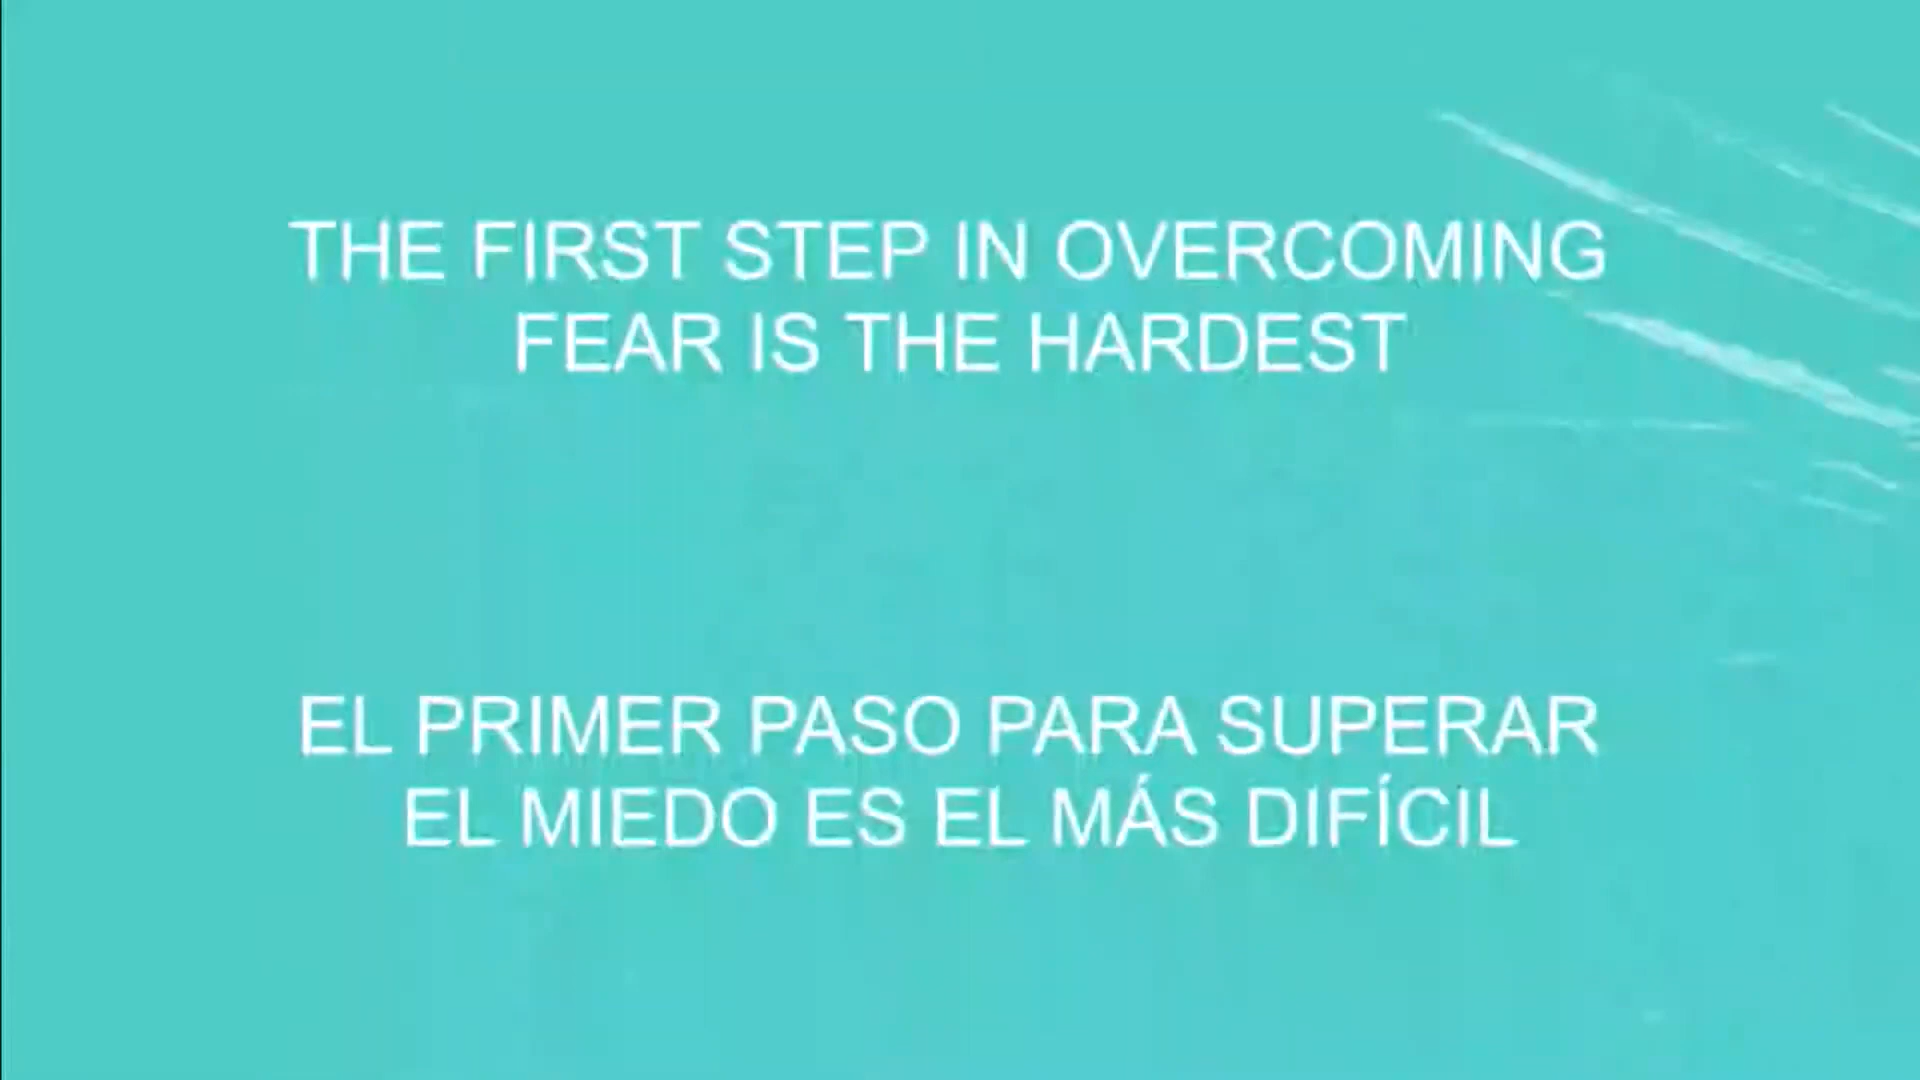 THE FIRST STEP IN OVERCOMING
FEAR IS THE HARDEST
EL PRIMER PASO PARA SUPERAR
EL MIEDO ES EL MÁS DIFÍCIL